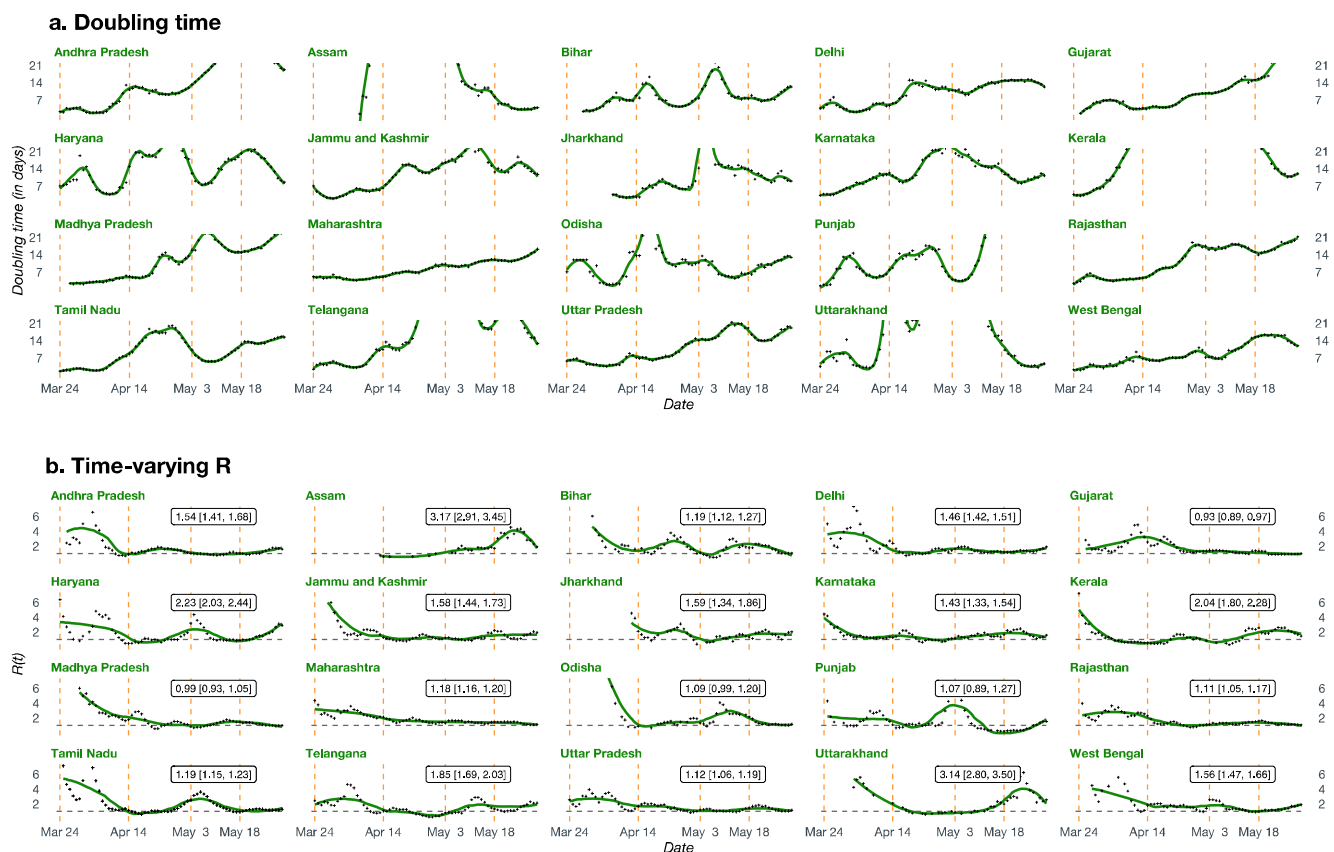 a. Doubling time
Andhra Pradesh Assam Bihar Delhi Gujarat
21 21
14 14
7 7
Haryana Jammu and Kashmir Jharkhand Karnataka Kerala
21 21
14 14
7 7
Madhya Pradesh Maharashtra Odisha Punjab Rajasthan
21 21
14 14
7 7
Tamil Nadu Telangana Uttar Pradesh Uttarakhand West Bengal
21 21
14 14
7 7
Doubling time (in days)
Mar 24 Apr 14 May 3 May 18 Mar 24 Apr 14 May 3 May 18 Mar 24 Apr 14 May 3 May 18 Mar 24 Apr 14 May 3 May 18 Mar 24 Apr 14 May 3 May 18
Date
b. Time-varying R
Andhra Pradesh Assam Bihar Delhi Gujarat
6 1.54 [1.41, 1.68] 3.17 [2.91, 3.45] 1.19 [1.12, 1.27] 1.46 [1.42, 1.51] 0.93 [0.89, 0.97] 6
4 4
2 2
Haryana Jammu and Kashmir Jharkhand Karnataka Kerala
6 2.23 [2.03, 2.44] 1.58 [1.44, 1.73] 1.59 [1.34, 1.86] 1.43 [1.33, 1.54] 2.04 [1.80, 2.28] 6
4 4
2 2
Madhya Pradesh Maharashtra Odisha Punjab Rajasthan
6 0.99 [0.93, 1.05] 1.18 [1.16, 1.20] 1.09 [0.99, 1.20] 1.07 [0.89, 1.27] 1.11 [1.05, 1.17] 6
4 4
2 2
Tamil Nadu Telangana Uttar Pradesh Uttarakhand West Bengal
6 1.19 [1.15, 1.23] 1.85 [1.69, 2.03] 1.12 [1.06, 1.19] 3.14 [2.80, 3.50] 1.56 [1.47, 1.66] 6
4 4
2 2
R(t)
Mar 24 Apr 14 May 3 May 18 Mar 24 Apr 14 May 3 May 18 Mar 24 Apr 14 May 3 May 18 Mar 24 Apr 14 May 3 May 18 Mar 24 Apr 14 May 3 May 18
Date